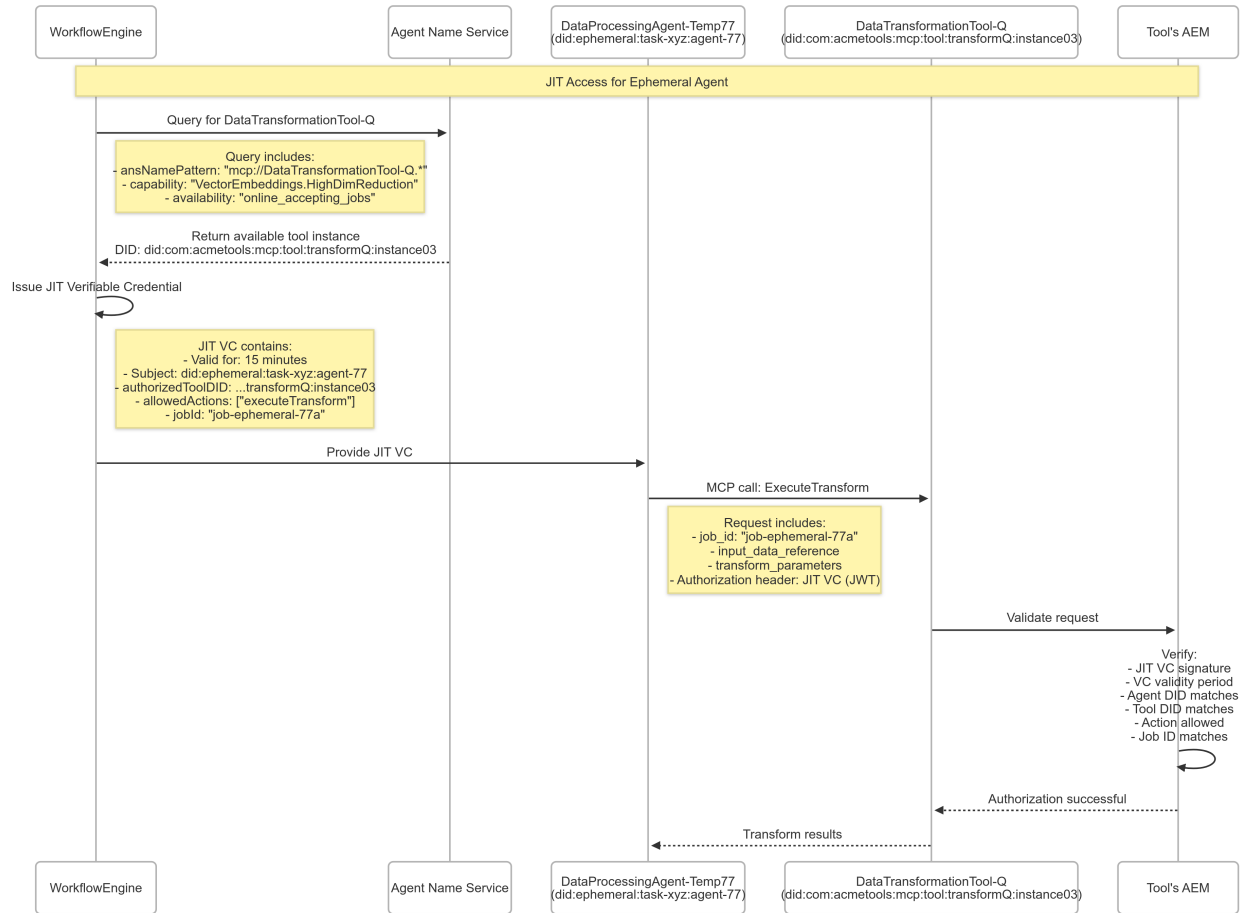 WorkflowEngine
Agent Name Service
DataProcessingAgent-Temp77
(did:ephemeral:task-xyz:agent-77)
DataTransformationTool-Q
(did:com:acmetools:mcp:tool:transformQ:instance03)
Tool's AEM
JIT Access for Ephemeral Agent
Query for DataTransformationTool-Q
Query includes:
- ansNamePattern: "mcp://DataTransformationTool-Q.*"
- capability: "VectorEmbeddings.HighDimReduction"
- availability: "online_accepting_jobs"
Return available tool instance
DID: did:com:acmetools:mcp:tool:transformQ:instance03
Issue JIT Verifiable Credential
JIT VC contains:
- Valid for: 15 minutes
- Subject: did:ephemeral:task-xyz:agent-77
- authorizedToolDID: ...transformQ:instance03
- allowedActions: ["executeTransform"]
- jobId: "job-ephemeral-77a"
Provide JIT VC
MCP call: ExecuteTransform
Request includes:
- job_id: "job-ephemeral-77a"
- input_data_reference
- transform_parameters
- Authorization header: JIT VC (JWT)
Validate request
Verify:
- JIT VC signature
- VC validity period
- Agent DID matches
- Tool DID matches
- Action allowed
- Job ID matches
Authorization successful
Transform results
WorkflowEngine
Agent Name Service
DataProcessingAgent-Temp77
(did:ephemeral:task-xyz:agent-77)
DataTransformationTool-Q
(did:com:acmetools:mcp:tool:transformQ:instance03)
Tool's AEM